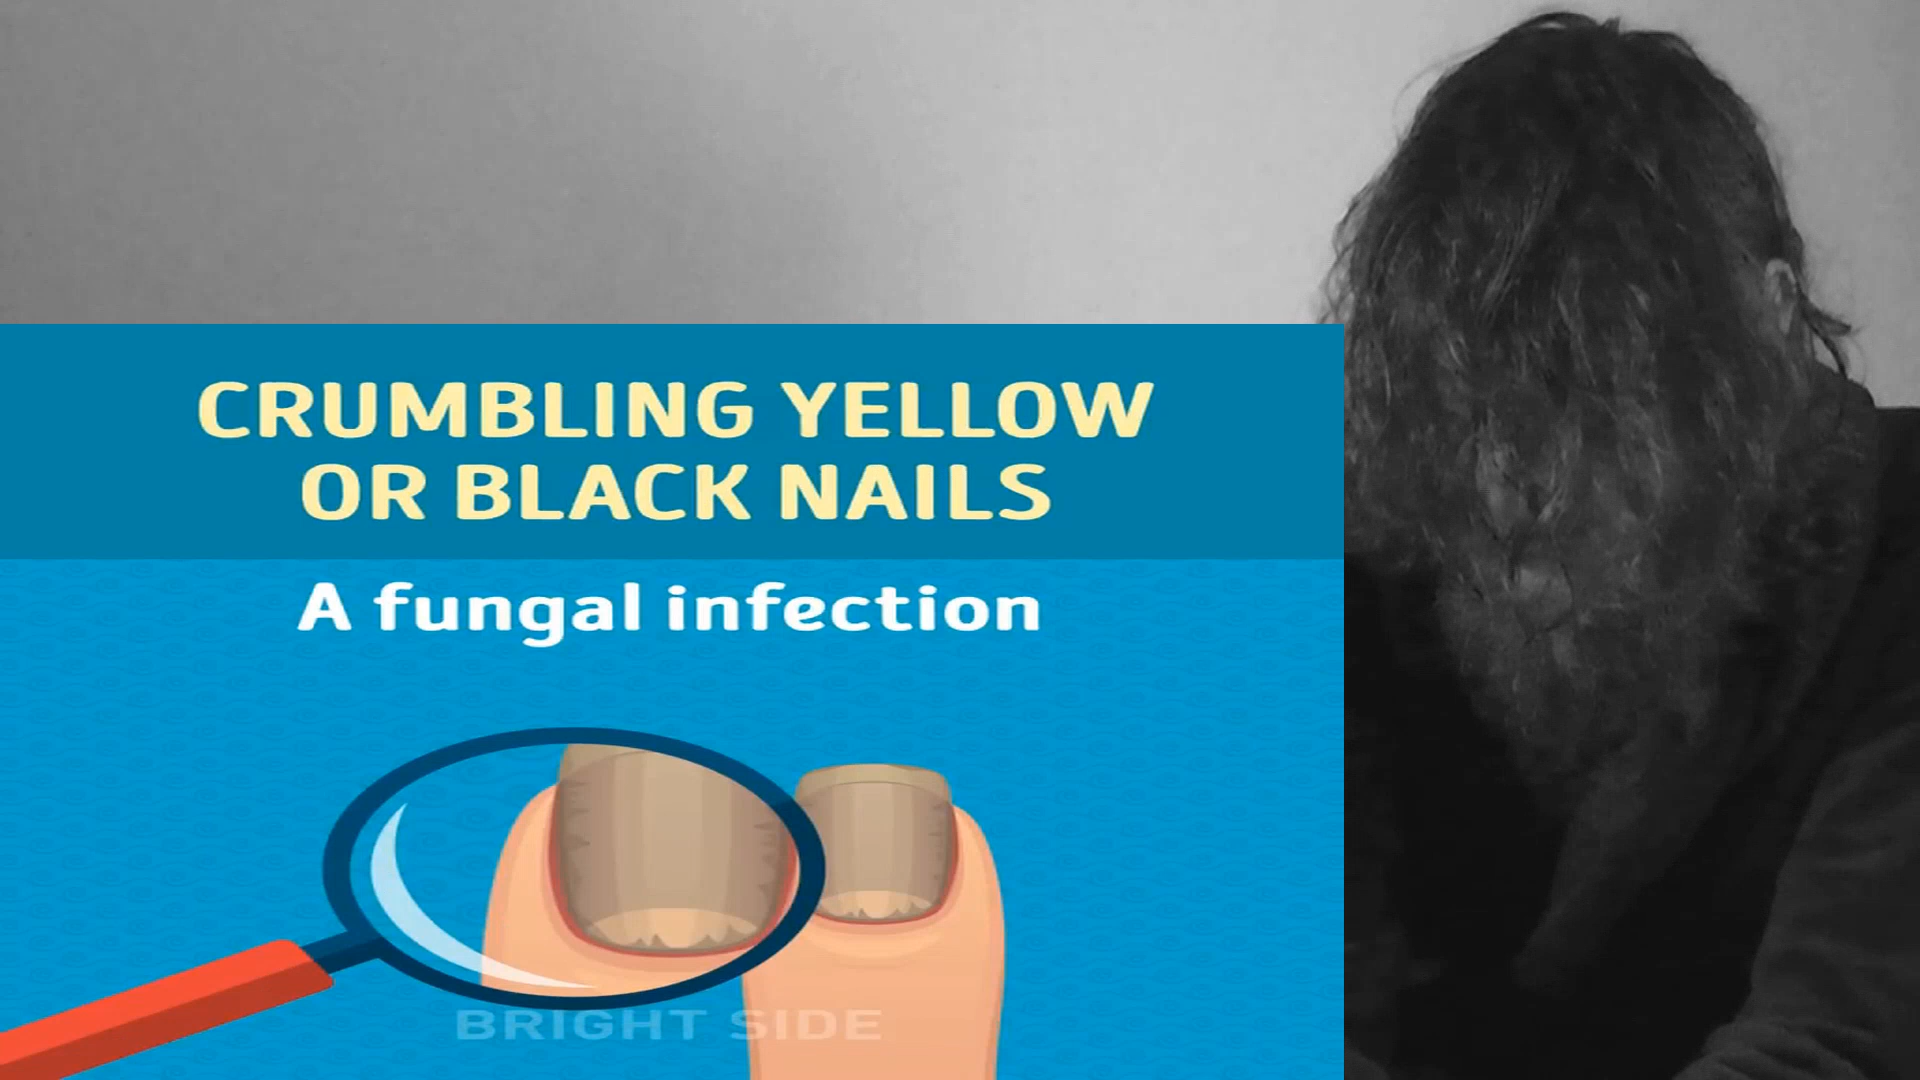 CRUMBLING YELLOW
OR BLACK NAILS
A fungal infection
BRIGHT SIDE